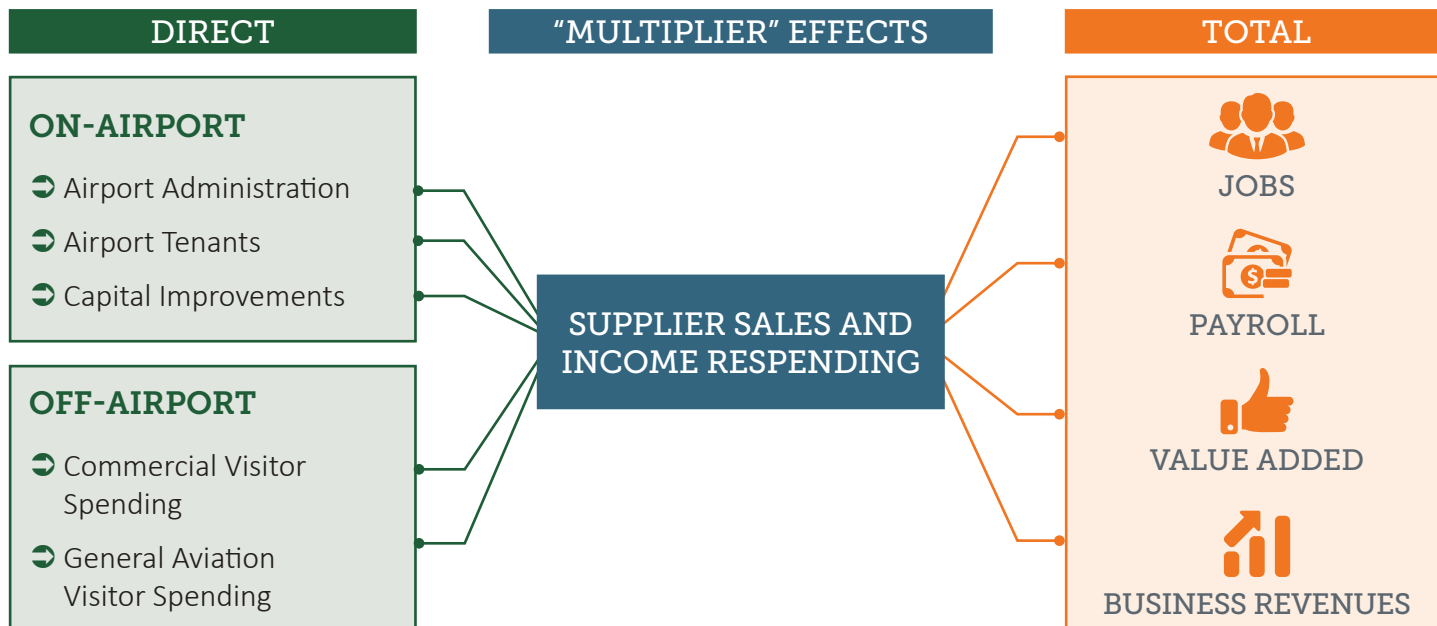 DIRECT
"MULTIPLIER" EFFECTS
TOTAL
ON-AIRPORT
Airport Administration
Airport Tenants
Capital Improvements
OFF-AIRPORT
Commercial Visitor
Spending
General Aviation
Visitor Spending
SUPPLIER SALES AND
INCOME RESPENDING
JOBS
$
PAYROLL
VALUE ADDED
BUSINESS REVENUES